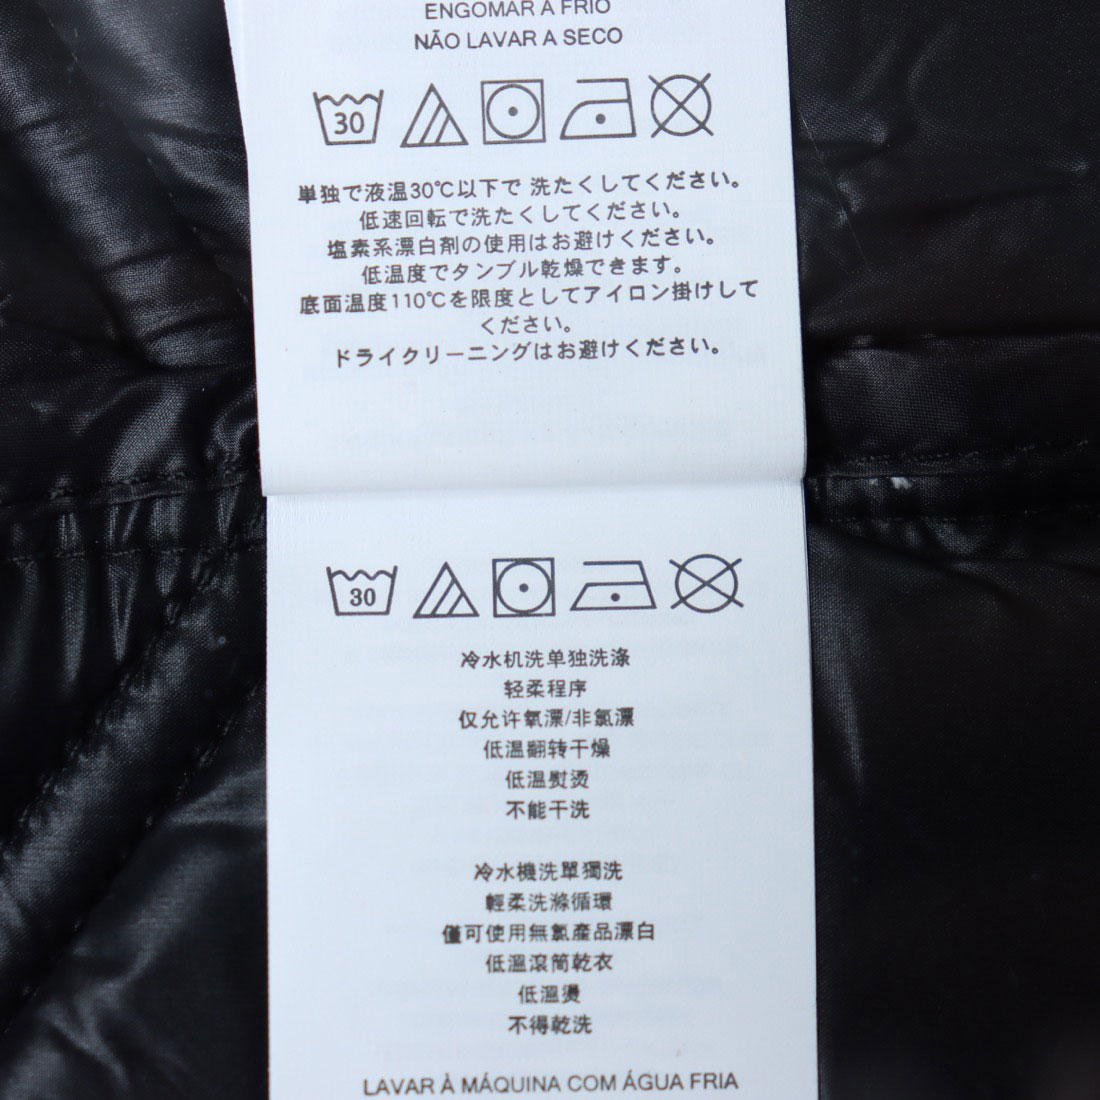 ENGOMAR A FRIO
NÃO LAVAR A SECO
30
単独で液温30℃以下で 洗たくしてください。
低速回転で洗たくしてください。
塩素系漂白剤の使用はお避けください。
低温度でタンブル乾燥できます。
底面温度110℃を限度としてアイロン掛けして
ください。
ドライクリーニングはお避けください。
30
冷水机洗单独洗涤
轻柔程序
仅允许氧漂/非氯漂
低温翻转干燥
低温熨烫
不能干洗
冷水機洗單獨洗
輕柔洗滌循環
僅可使用無氯產品漂白
低溫滾筒乾衣
低溫燙
不得乾洗
LAVAR À MÁQUINA COM ÁGUA FRIA